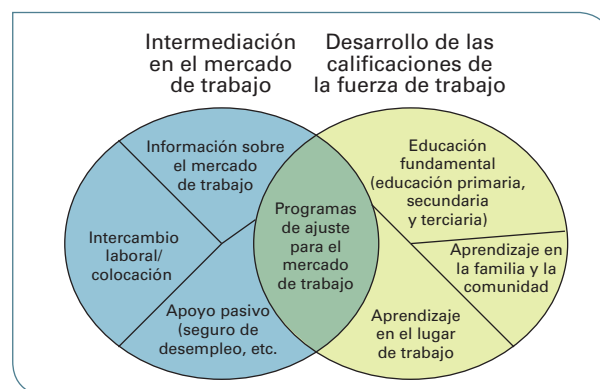 Intermediación
en el mercado
de trabajo
Desarrollo de las
calificaciones de
la fuerza de trabajo
Información sobre
el mercado
de trabajo
Intercambio
laboral/
colocación
Apoyo pasivo
(seguro de
desempleo, etc.
Programas
de ajuste
para el
mercado
de trabajo
Educación
fundamental
(educación primaria,
secundaria
y terciaria)
Aprendizaje en
la familia y la
comunidad
Aprendizaje
en el lugar
de trabajo